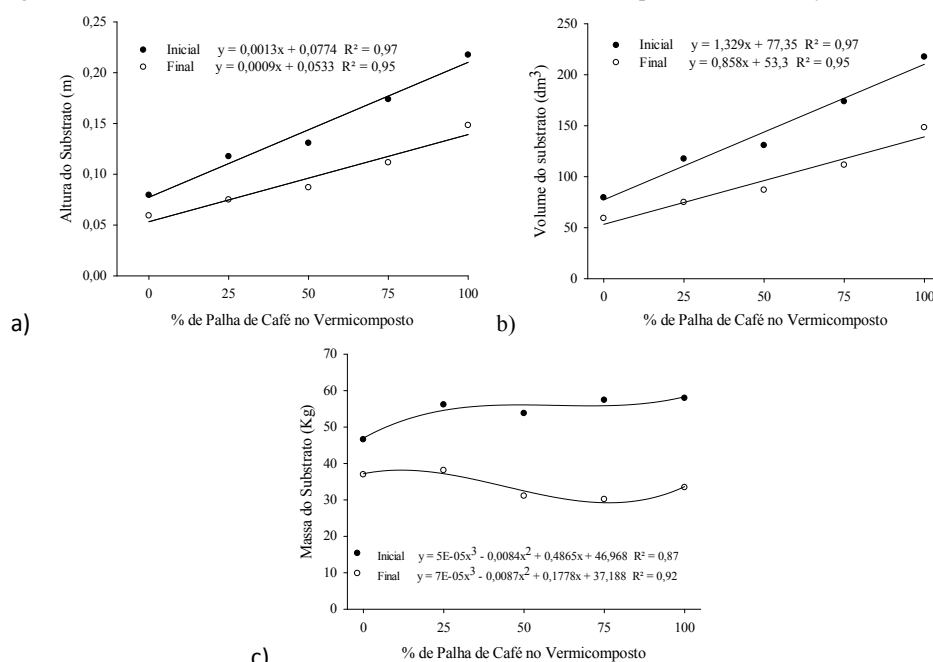 0,25
Inicial y = 0,0013x + 0,0774 R² = 0,97
Final y = 0,0009x + 0,0533 R² = 0,95
0,20
0,15
0,10
0,05
0,00
Altura do Substrato (m)
0 25 50 75 100
% de Palha de Café no Vermicomposto
a)
250
Inicial y = 1,329x + 77,35 R² = 0,97
Final y = 0,858x + 53,3 R² = 0,95
200
150
100
50
0
Volume do substrato (dm³)
0 25 50 75 100
% de Palha de Café no Vermicomposto
b)
70
60
50
40
30
20
10
0
Massa do Substrato (Kg)
Inicial y = 5E-05x³ - 0,0084x² + 0,4865x + 46,968 R² = 0,87
Final y = 7E-05x³ - 0,0087x² + 0,1778x + 37,188 R² = 0,92
0 25 50 75 100
% de Palha de Café no Vermicomposto
c)